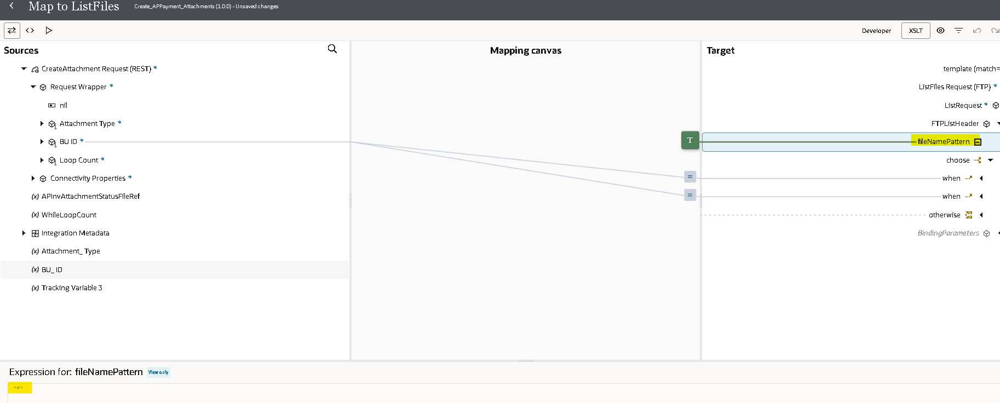 Map to ListFiles Create_APPayment_Attachments (1.0.0) - Unsaved changes
Developer XSLT
Sources
Mapping canvas
Target
CreateAttachment Request (REST) *
template (match=
Request Wrapper *
ListFiles Request (FTP) *
nil
ListRequest *
Attachment Type *
FTPListHeader
BU ID *
T
fileNamePattern
Loop Count *
choose
Connectivity Properties *
=
when
(x) APInvAttachmentStatusFileRef
=
when
(x) WhileLoopCount
otherwise
Integration Metadata
BindingParameters
(x) Attachment_ Type
(x) BU_ ID
(x) Tracking Variable 3
Expression for: fileNamePattern View only
"*"